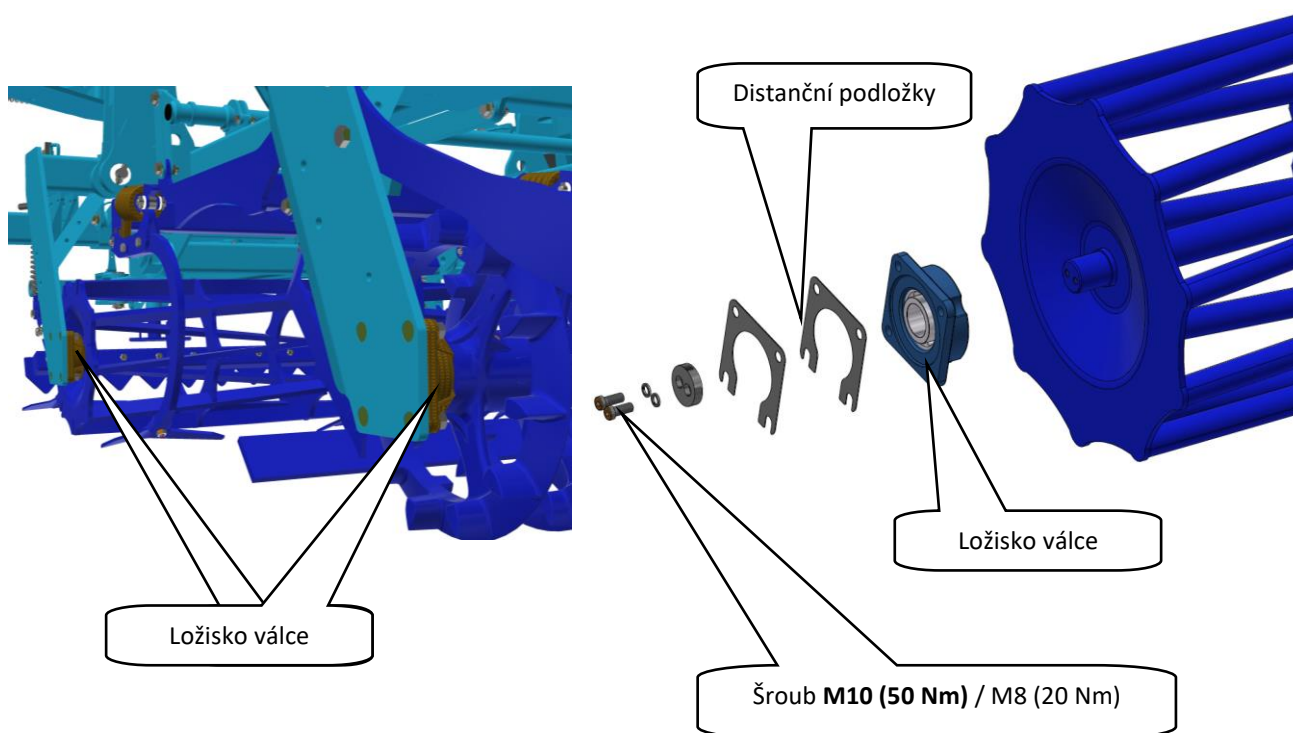 Distanční podložky
Ložisko válce
Ložisko válce
Šroub M10 (50 Nm) / M8 (20 Nm)